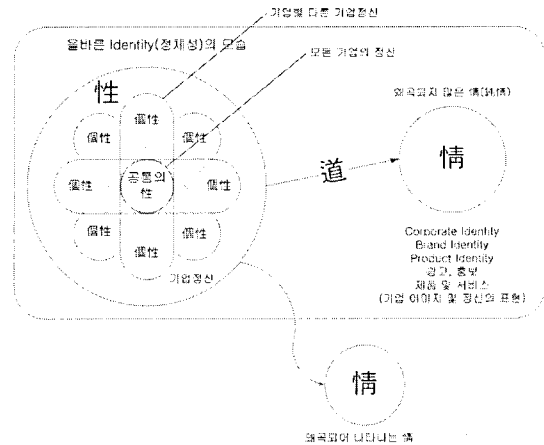 기업별 다른 기업정신
올바른 Identity(정체성)의 모습
모든 기업의 정신
性
個性
個性
個性
個性
공통의
性
個性
個性
個性
個性
기업정신
道
왜곡되지 않은 情(純情)
情
Corporate Identity
Brand Identity
Product Identity
광고, 홍보
제품 및 서비스
(기업 이미지 및 정신의 표현)
情
왜곡되어 나타나는 情